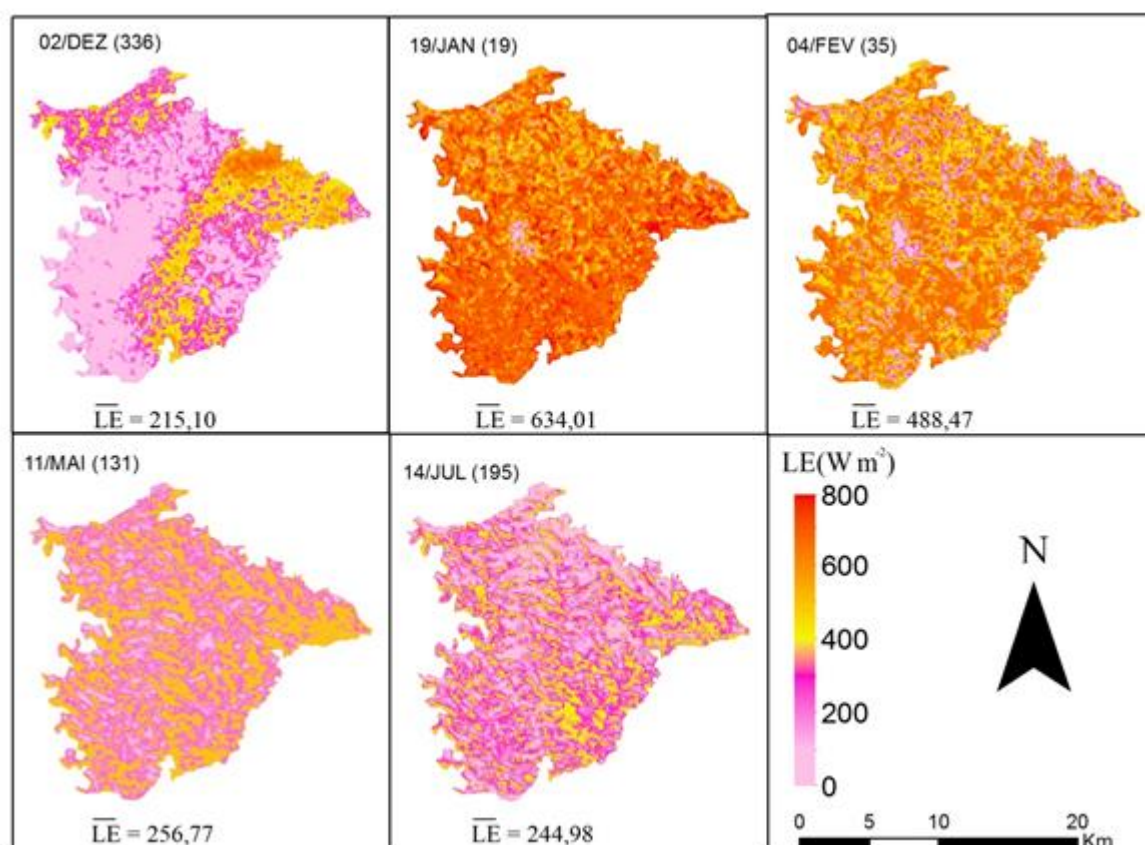 02/DEZ (336)
19/JAN (19)
04/FEV (35)
LE = 215,10
LE = 634,01
LE = 488,47
11/MAI (131)
14/JUL (195)
LE = 256,77
LE = 244,98
LE(W m⁻²)
800
600
400
200
0
N
0 5 10 20
Km